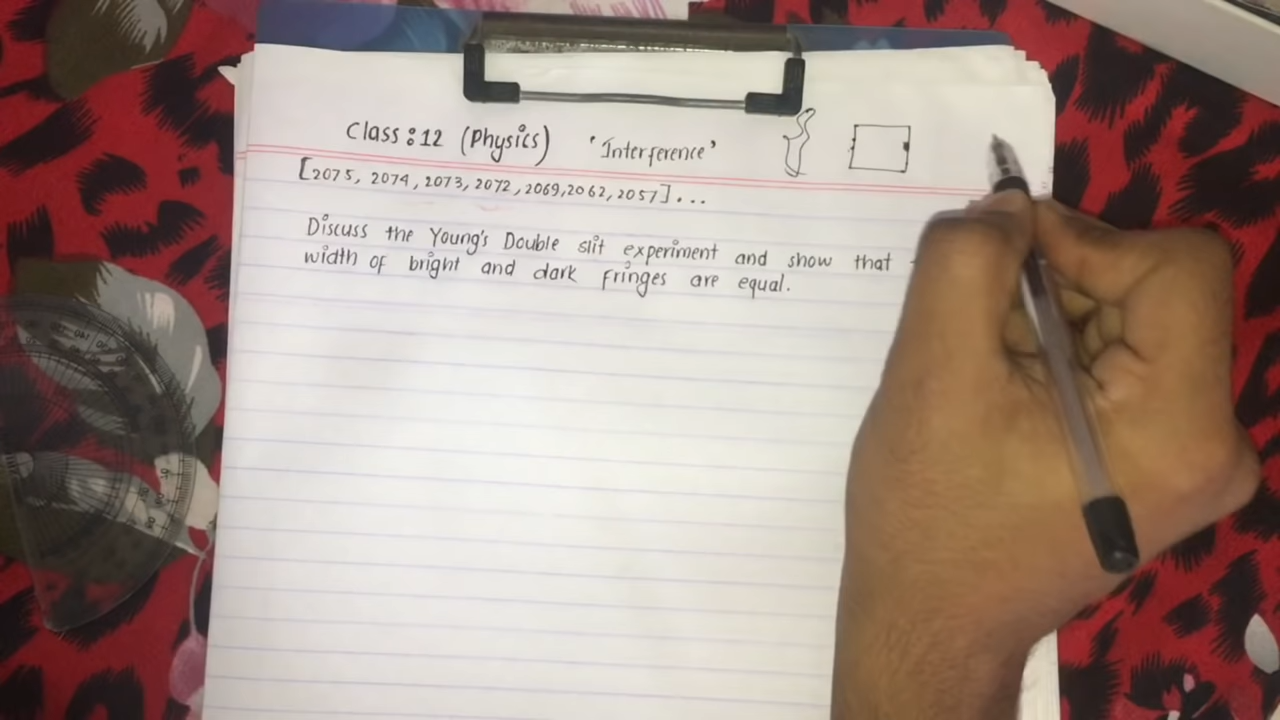 Class:12 (Physics) 'Interference'
[2075, 2074, 2073, 2072, 2069, 2062, 2057]...
Discuss the Young's Double slit experiment and show that
width of bright and dark fringes are equal.